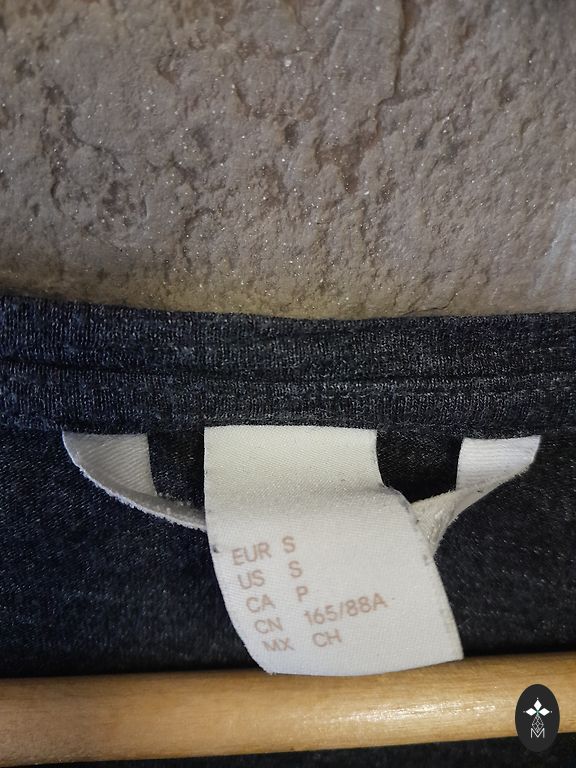 EUR S
US S
CA P
CN 165/88A
MX CH
M